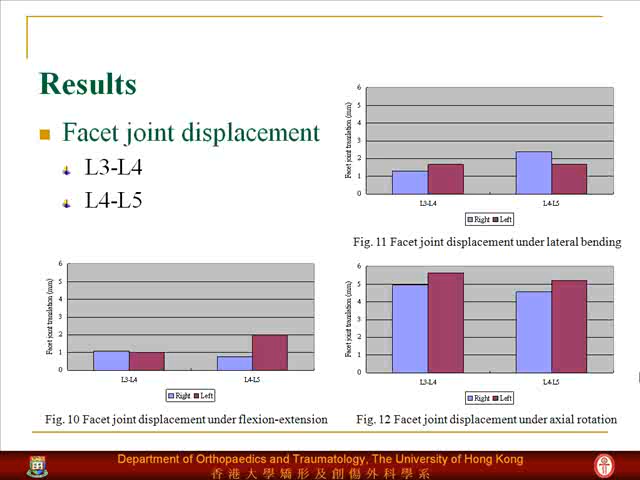 Results
Facet joint displacement
L3-L4
L4-L5
6
5
4
3
2
1
0
Facet joint translation (mm)
L3-L4
L4-L5
Right Left
Fig. 11 Facet joint displacement under lateral bending
6
5
4
3
2
1
0
Facet joint translation (mm)
L3-L4
L4-L5
Right Left
Fig. 10 Facet joint displacement under flexion-extension
6
5
4
3
2
1
0
Facet joint translation (mm)
L3-L4
L4-L5
Right Left
Fig. 12 Facet joint displacement under axial rotation
Department of Orthopaedics and Traumatology, The University of Hong Kong
香港大學矯形及創傷外科學系